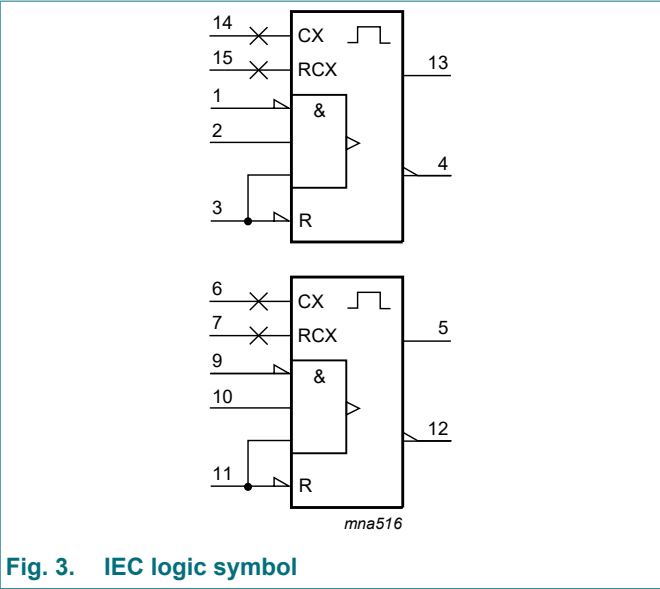 14 CX
15 RCX 13
1 &
2
4
3 R
6 CX
7 RCX 5
9 &
10
12
11 R
mna516
Fig. 3. IEC logic symbol